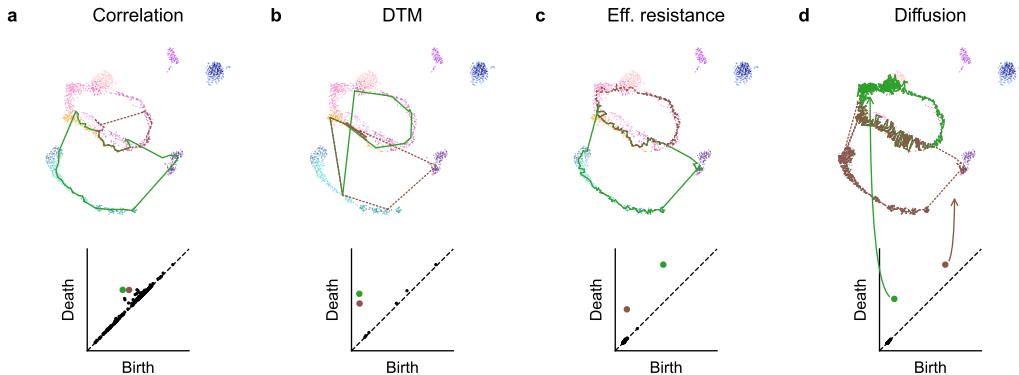 a Correlation
b DTM
c Eff. resistance
d Diffusion
Death
Birth
Death
Birth
Death
Birth
Death
Birth